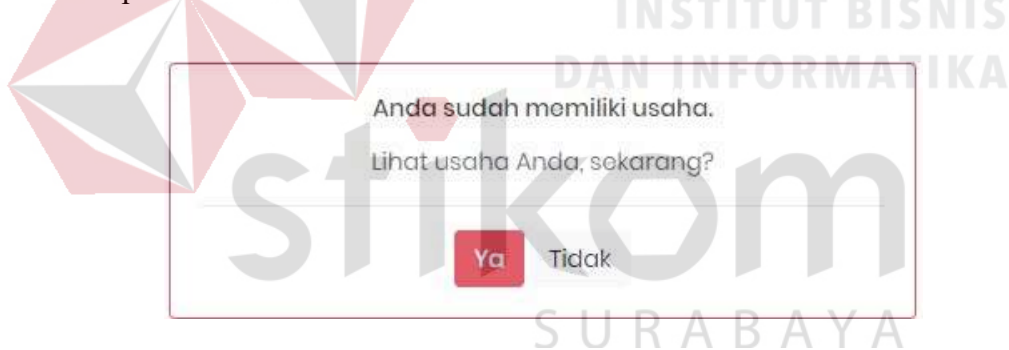 INSTITUT BISNIS
DAN INFORMATIKA
Anda sudah memiliki usaha.
Lihat usaha Anda, sekarang?
stikom
Ya Tidak
SURABAYA